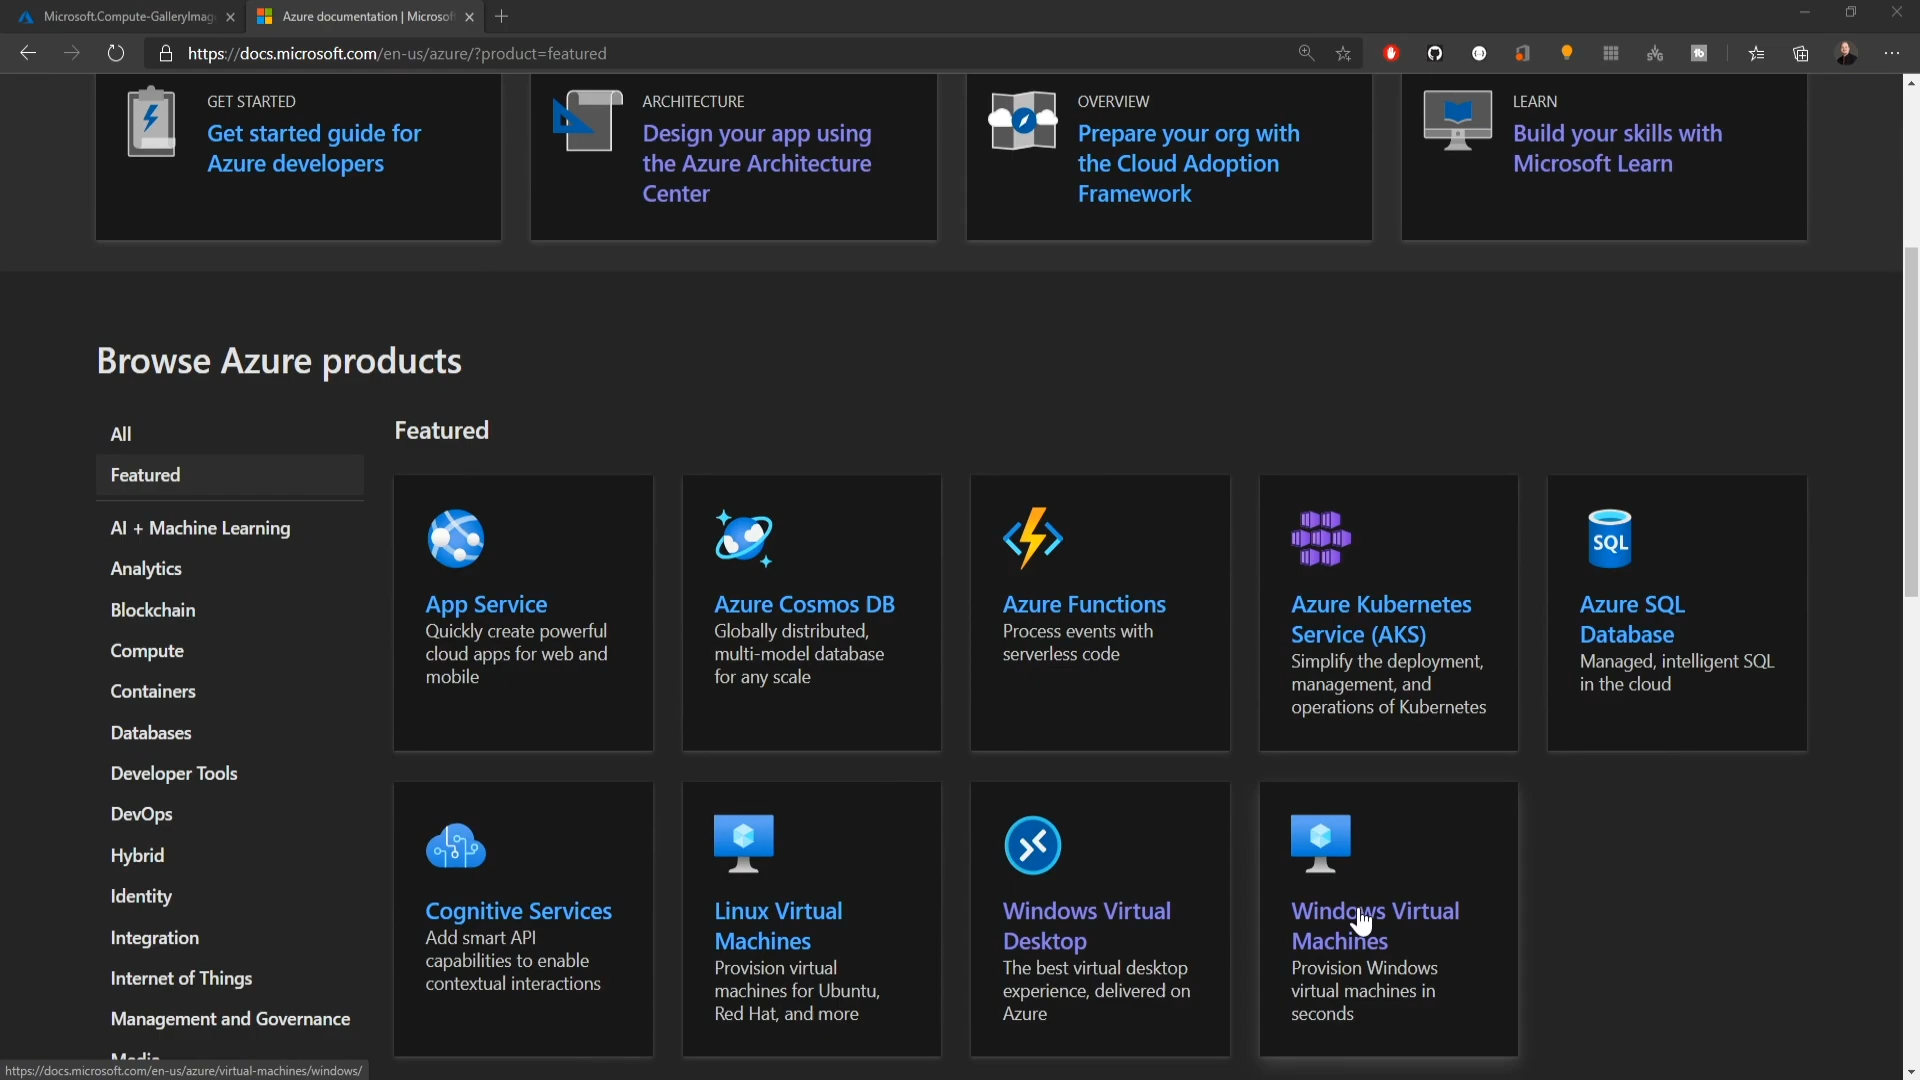 Microsoft.Compute-GalleryImag
Azure documentation | Microsof
https://docs.microsoft.com/en-us/azure/?product=featured
GET STARTED
Get started guide for
Azure developers
ARCHITECTURE
Design your app using
the Azure Architecture
Center
OVERVIEW
Prepare your org with
the Cloud Adoption
Framework
LEARN
Build your skills with
Microsoft Learn
Browse Azure products
All
Featured
AI + Machine Learning
Analytics
Blockchain
Compute
Containers
Databases
Developer Tools
DevOps
Hybrid
Identity
Integration
Internet of Things
Management and Governance
Media
Featured
App Service
Quickly create powerful
cloud apps for web and
mobile
Azure Cosmos DB
Globally distributed,
multi-model database
for any scale
Azure Functions
Process events with
serverless code
Azure Kubernetes
Service (AKS)
Simplify the deployment,
management, and
operations of Kubernetes
SQL
Azure SQL
Database
Managed, intelligent SQL
in the cloud
Cognitive Services
Add smart API
capabilities to enable
contextual interactions
Linux Virtual
Machines
Provision virtual
machines for Ubuntu,
Red Hat, and more
Windows Virtual
Desktop
The best virtual desktop
experience, delivered on
Azure
Windows Virtual
Machines
Provision Windows
virtual machines in
seconds
https://docs.microsoft.com/en-us/azure/virtual-machines/windows/